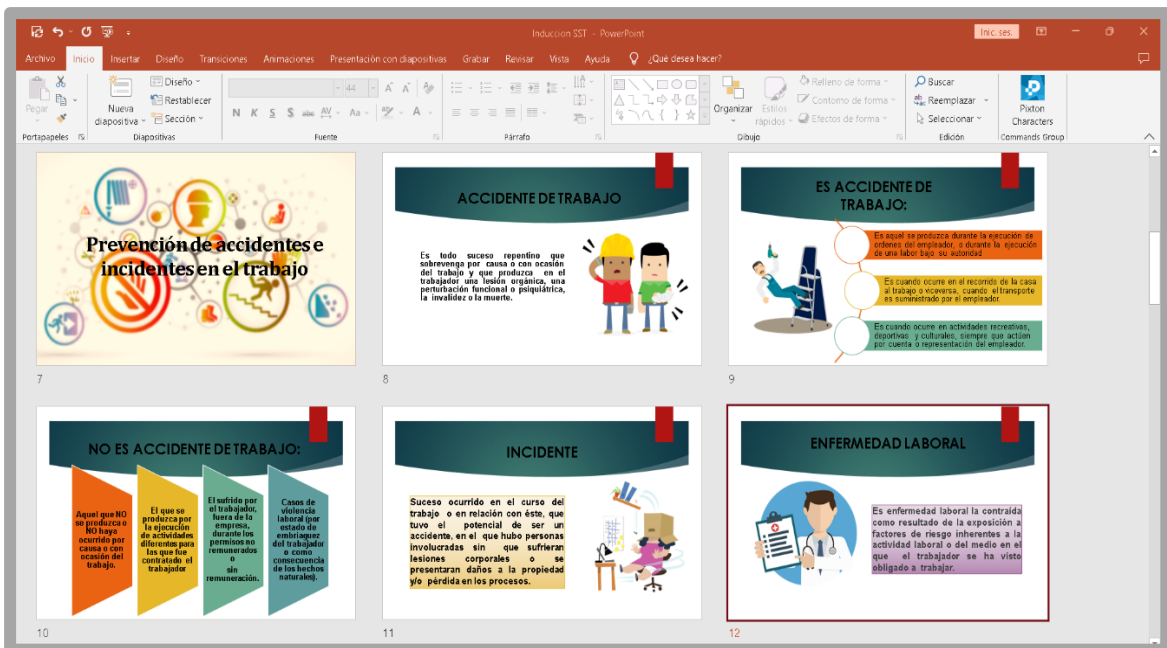 Induccion SST - PowerPoint
Inic. ses.
Archivo Inicio Insertar Diseño Transiciones Animaciones Presentación con diapositivas Grabar Revisar Vista Ayuda ¿Qué desea hacer?
Pegar
Nueva
diapositiva
Diseño
Restablecer
Sección
44
N K S S abc AV Aa A
Organizar
Estilos
rápidos
Relleno de forma
Contorno de forma
Efectos de forma
Buscar
Reemplazar
Seleccionar
Pixton
Characters
Portapapeles Diapositivas Fuente Párrafo Dibujo Edición Commands Group
Prevención de accidentes e
incidentes en el trabajo
7
ACCIDENTE DE TRABAJO
Es todo suceso repentino que
sobrevenga por causa o con ocasión
del trabajo y que produzca en el
trabajador una lesión orgánica, una
perturbación funcional o psiquiátrica,
la invalidez o la muerte.
8
ES ACCIDENTE DE
TRABAJO:
Es aquel se produzca durante la ejecución de
ordenes del empleador, o durante la ejecución
de una labor bajo su autoridad
Es cuando ocurre en el recorrido de la casa
al trabajo o viceversa, cuando el transporte
es suministrado por el empleador.
Es cuando ocurre en actividades recreativas,
deportivas y culturales, siempre que actúen
por cuenta o representación del empleador.
9
NO ES ACCIDENTE DE TRABAJO:
Aquel que NO
se produzca o
NO haya
ocurrido por
causa o con
ocasión del
trabajo.
El que se
produzca por
la ejecución
de actividades
diferentes para
las que fue
contratado el
trabajador
El sufrido por
el trabajador,
fuera de la
empresa,
durante los
permisos no
remunerados
o
sin
remuneración.
Casos de
violencia
laboral (por
estado de
embriaguez
del trabajador
o como
consecuencia
de los hechos
naturales).
10
INCIDENTE
Suceso ocurrido en el curso del
trabajo o en relación con éste, que
tuvo el potencial de ser un
accidente, en el que hubo personas
involucradas sin que sufrieran
lesiones corporales o se
presentaran daños a la propiedad
y/o pérdida en los procesos.
11
ENFERMEDAD LABORAL
Es enfermedad laboral la contraída
como resultado de la exposición a
factores de riesgo inherentes a la
actividad laboral o del medio en el
que el trabajador se ha visto
obligado a trabajar.
12